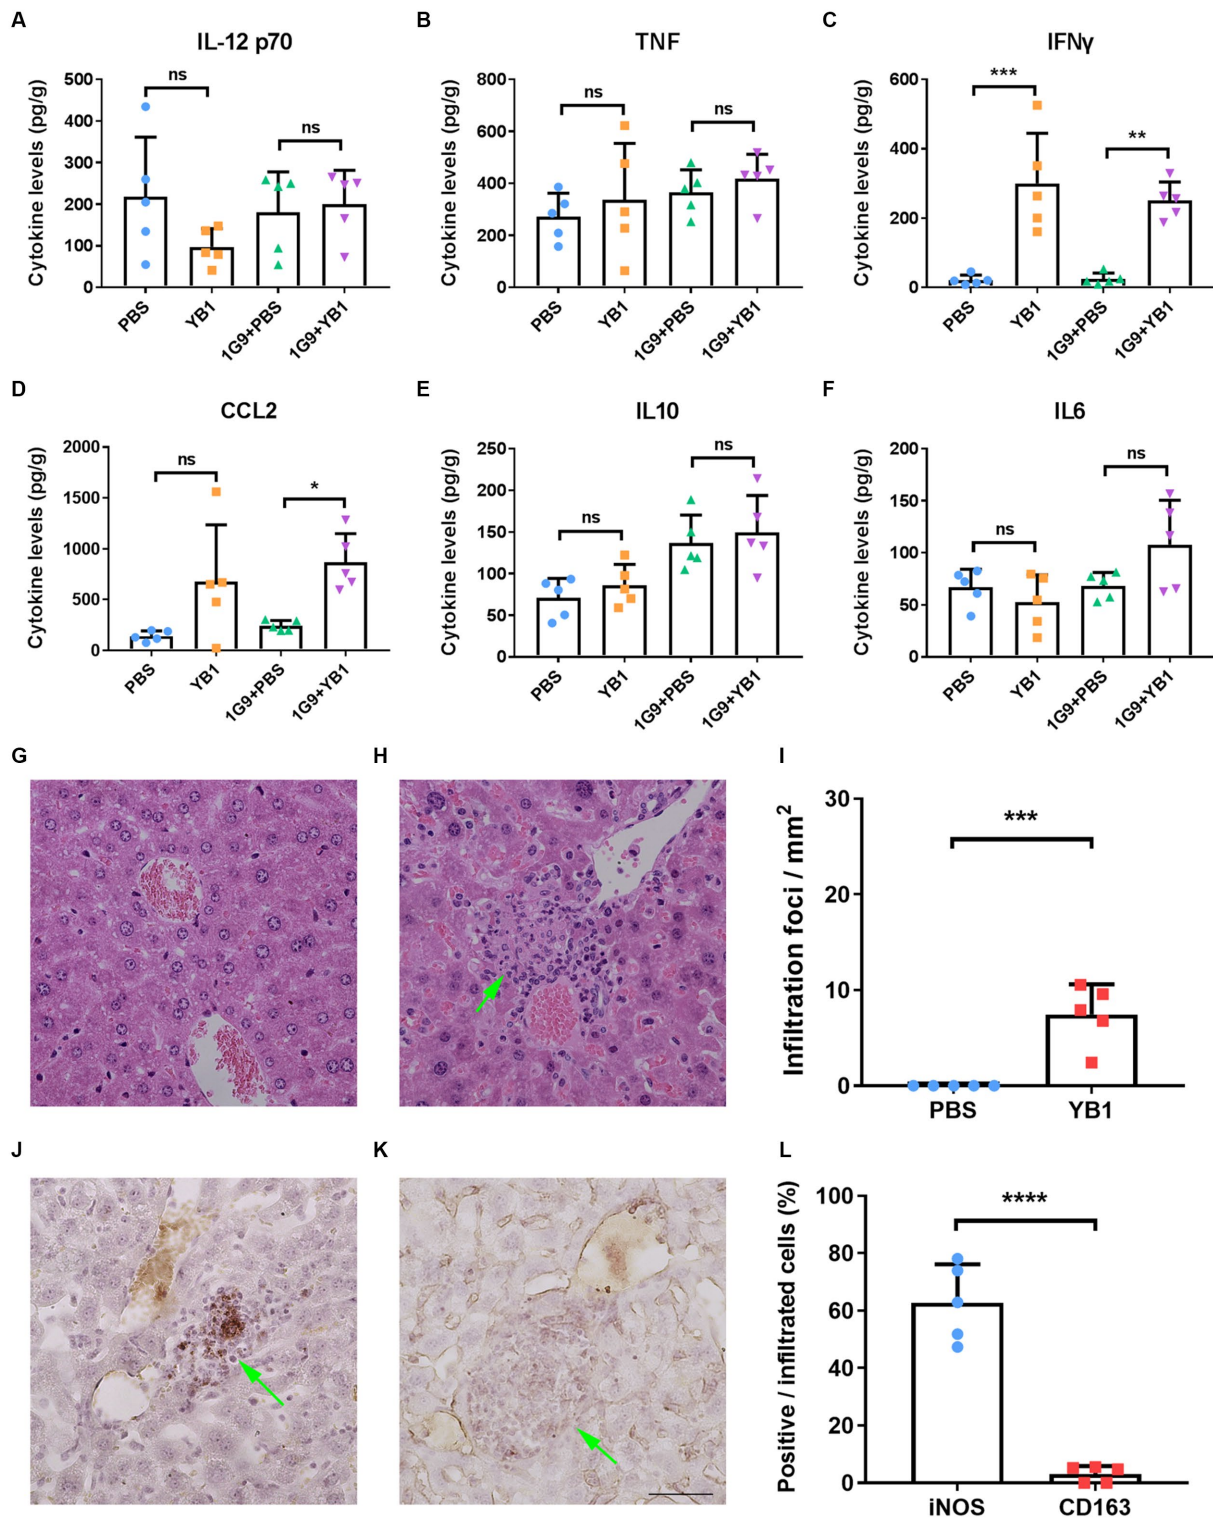 A
IL-12 p70
Cytokine levels (pg/g)
500
400
300
200
100
0
ns
ns
PBS
YB1
1G9+PBS
1G9+YB1
B
TNF
Cytokine levels (pg/g)
800
600
400
200
0
ns
ns
PBS
YB1
1G9+PBS
1G9+YB1
C
IFNγ
Cytokine levels (pg/g)
600
400
200
0
***
**
PBS
YB1
1G9+PBS
1G9+YB1
D
CCL2
Cytokine levels (pg/g)
2000
1500
1000
500
0
ns
*
PBS
YB1
1G9+PBS
1G9+YB1
E
IL10
Cytokine levels (pg/g)
250
200
150
100
50
0
ns
ns
PBS
YB1
1G9+PBS
1G9+YB1
F
IL6
Cytokine levels (pg/g)
200
150
100
50
0
ns
ns
PBS
YB1
1G9+PBS
1G9+YB1
G
H
I
Infiltration foci / mm2
30
20
10
0
***
PBS
YB1
J
K
L
Positive / infiltrated cells (%)
100
80
60
40
20
0
****
iNOS
CD163